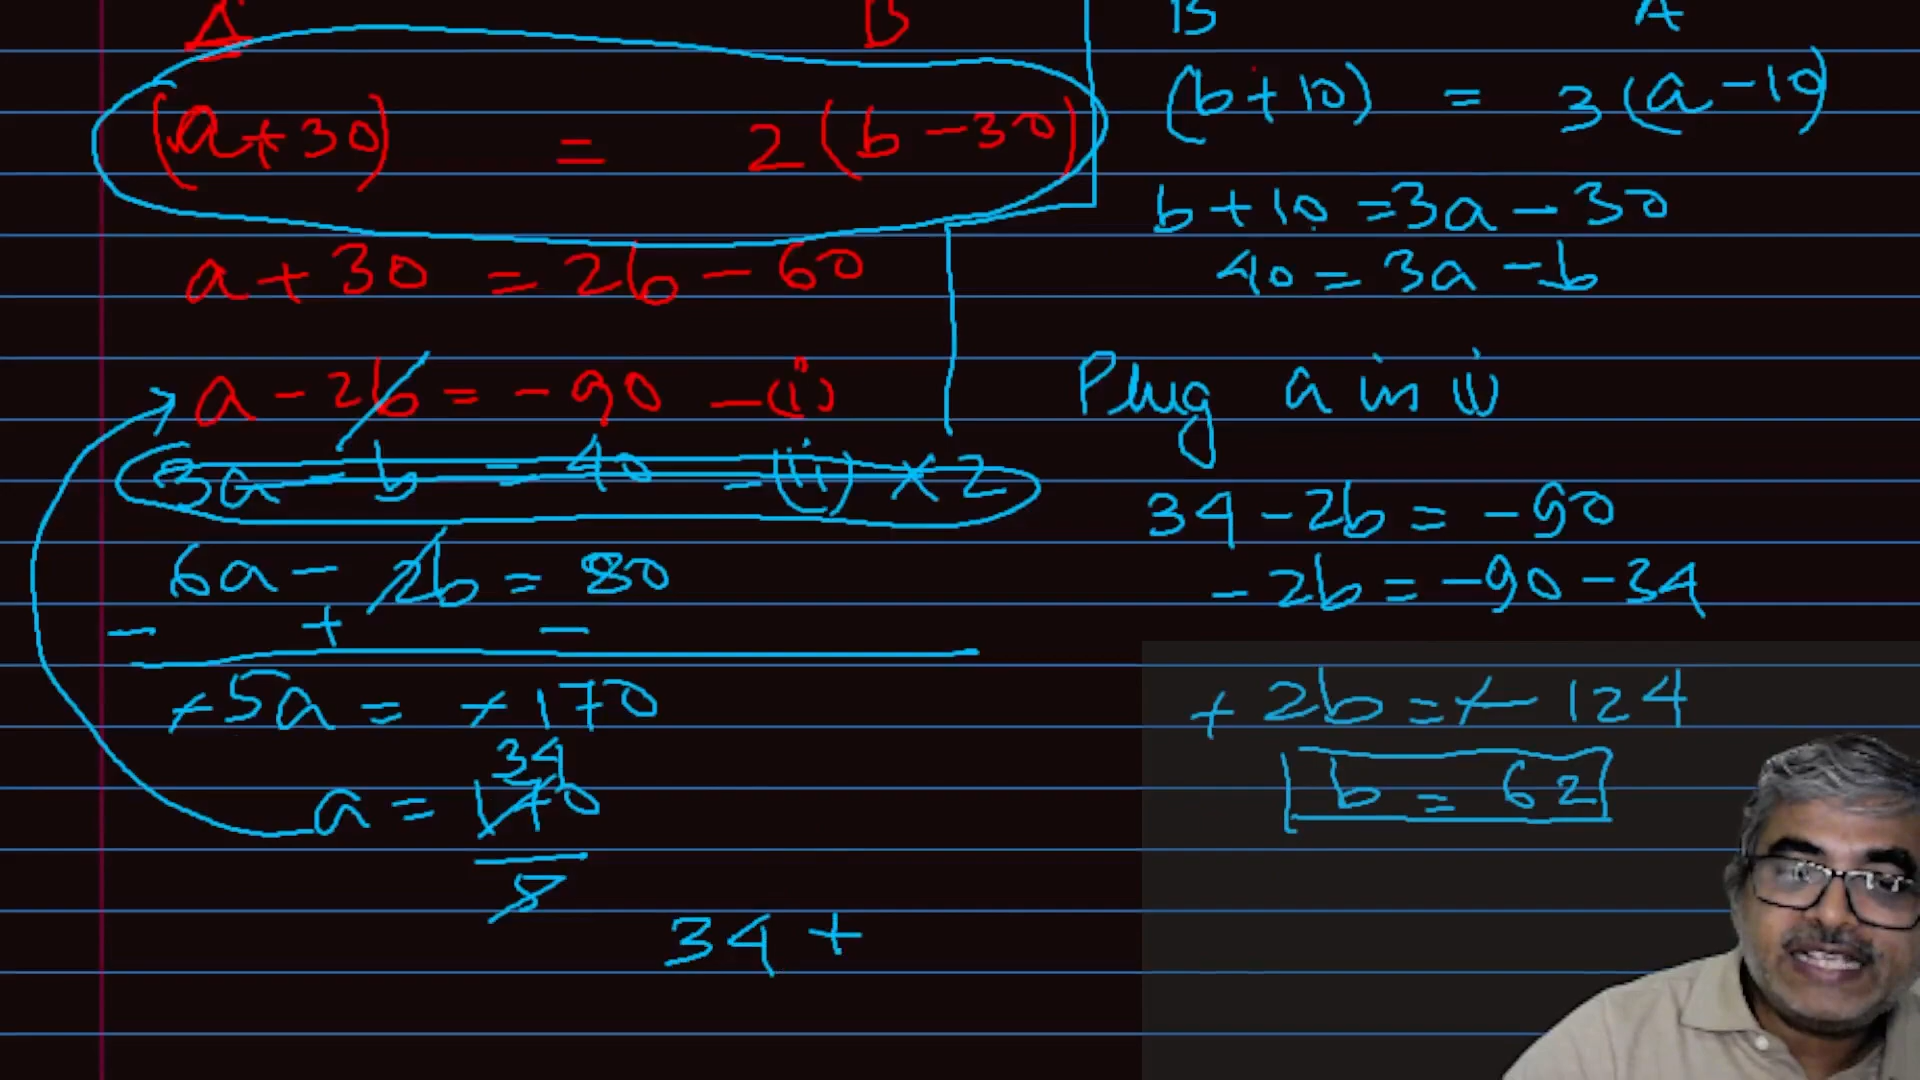 A B
(a+30) = 2(b-30)
a+30 = 2b-60
a-2b = -90 -(i)
3a-b = 40 -(ii) × 2
6a-2b = 80
- + -
-5a = -170
34
a = 170
5
34 +
B A
(b+10) = 3(a-10)
b+10 = 3a-30
40 = 3a-b
Plug a in (i)
34-2b = -90
-2b = -90-34
+2b = +-124
b = 62